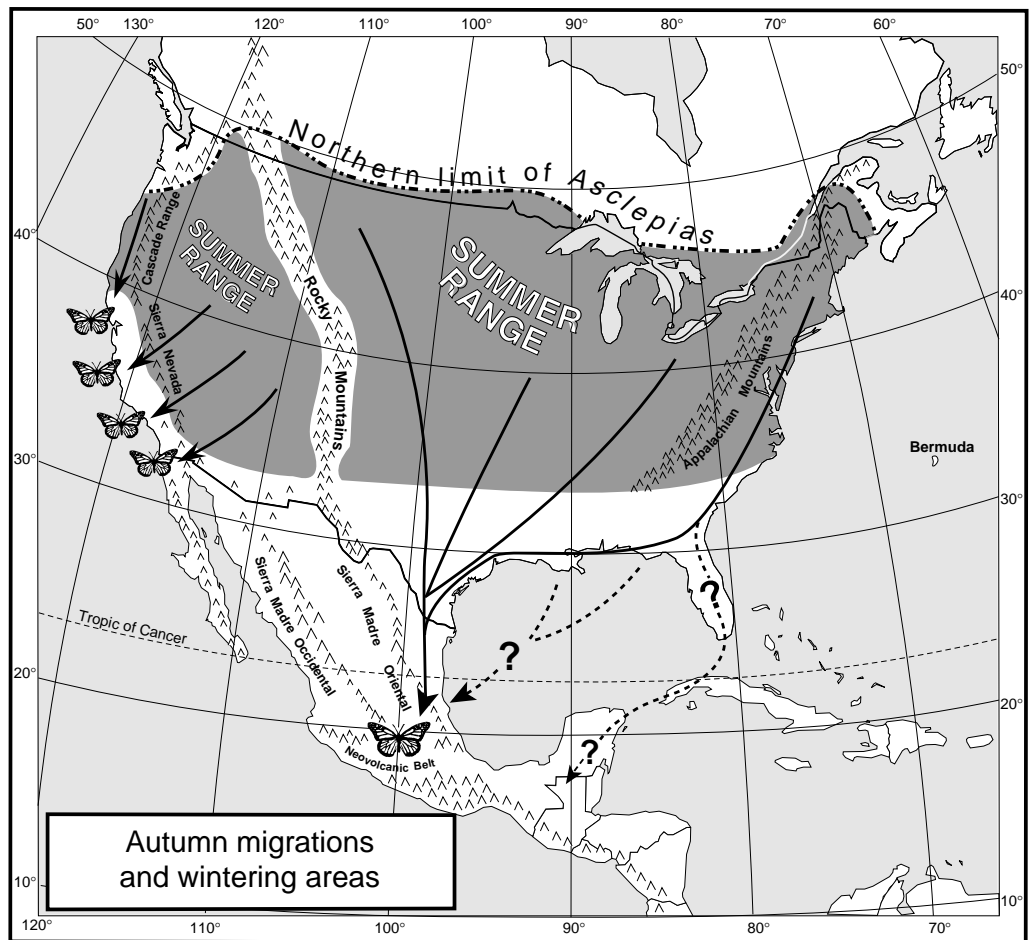 50° 130° 120° 110° 100° 90° 80° 70° 60°
50°
Northern limit of Asclepias
40°
Cascade Range
SUMMER
RANGE
Rocky
Mountains
SUMMER
RANGE
40°
Sierra Nevada
Appalachian Mountains
Bermuda
30°
30°
Sierra Madre Occidental
Sierra Madre Oriental
?
Tropic of Cancer
?
20°
20°
?
Neovolcanic Belt
Autumn migrations
and wintering areas
10°
10°
120° 110° 100° 90° 80° 70°